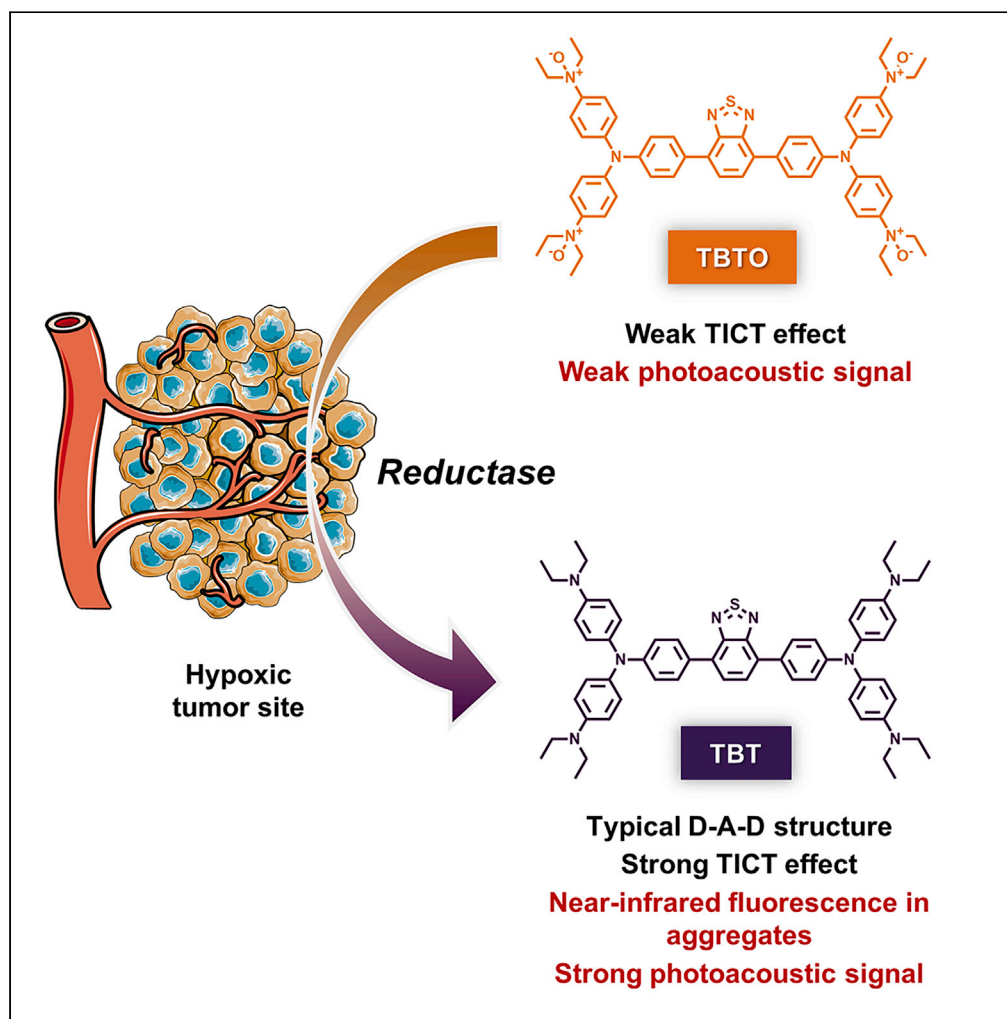 TBTO
Weak TICT effect
Weak photoacoustic signal
Reductase
Hypoxic
tumor site
TBT
Typical D-A-D structure
Strong TICT effect
Near-infrared fluorescence in
aggregates
Strong photoacoustic signal